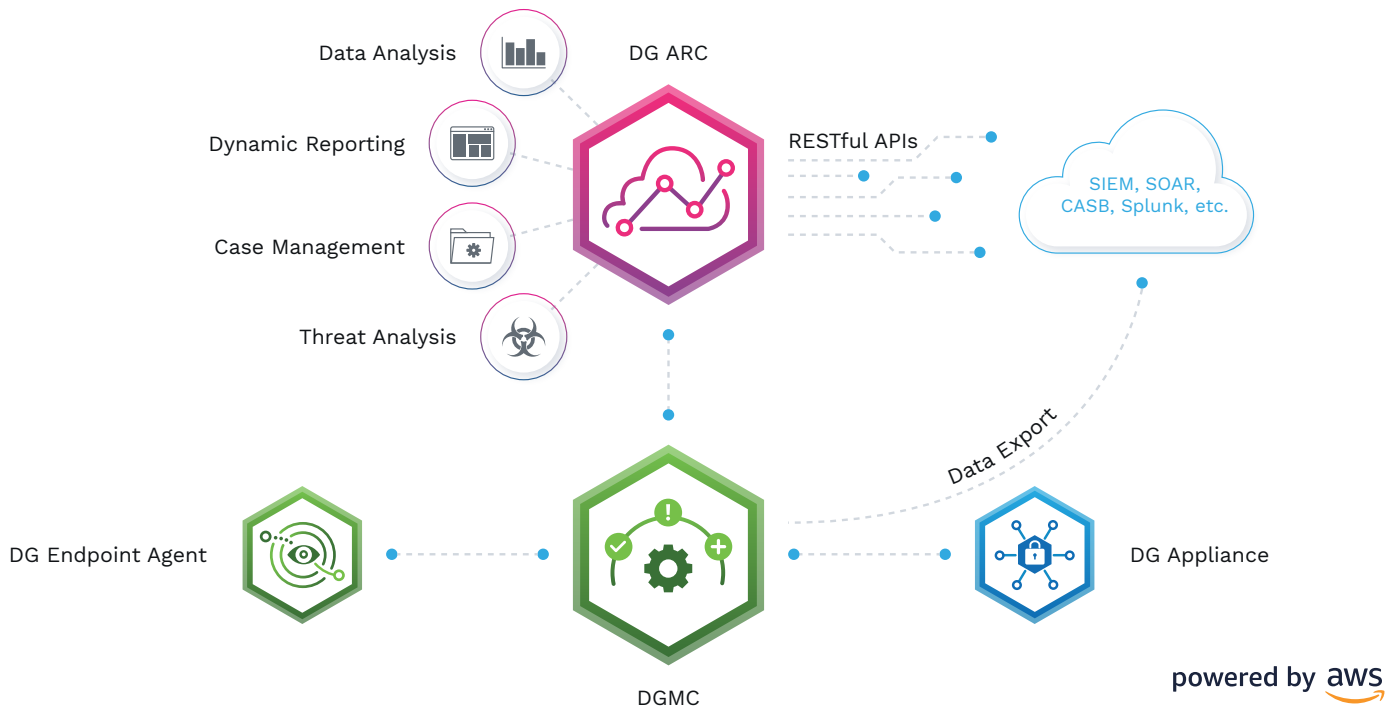 Data Analysis
DG ARC
Dynamic Reporting
RESTful APIs
SIEM, SOAR,
CASB, Splunk, etc.
Case Management
Threat Analysis
Data Export
DG Endpoint Agent
DG Appliance
DGMC
powered by aws